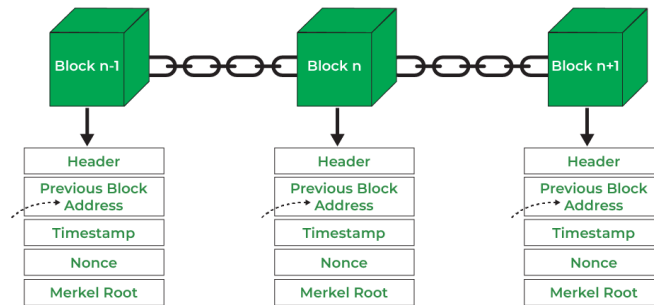 Block n-1
Block n
Block n+1
Header
Previous Block
Address
Timestamp
Nonce
Merkel Root
Header
Previous Block
Address
Timestamp
Nonce
Merkel Root
Header
Previous Block
Address
Timestamp
Nonce
Merkel Root